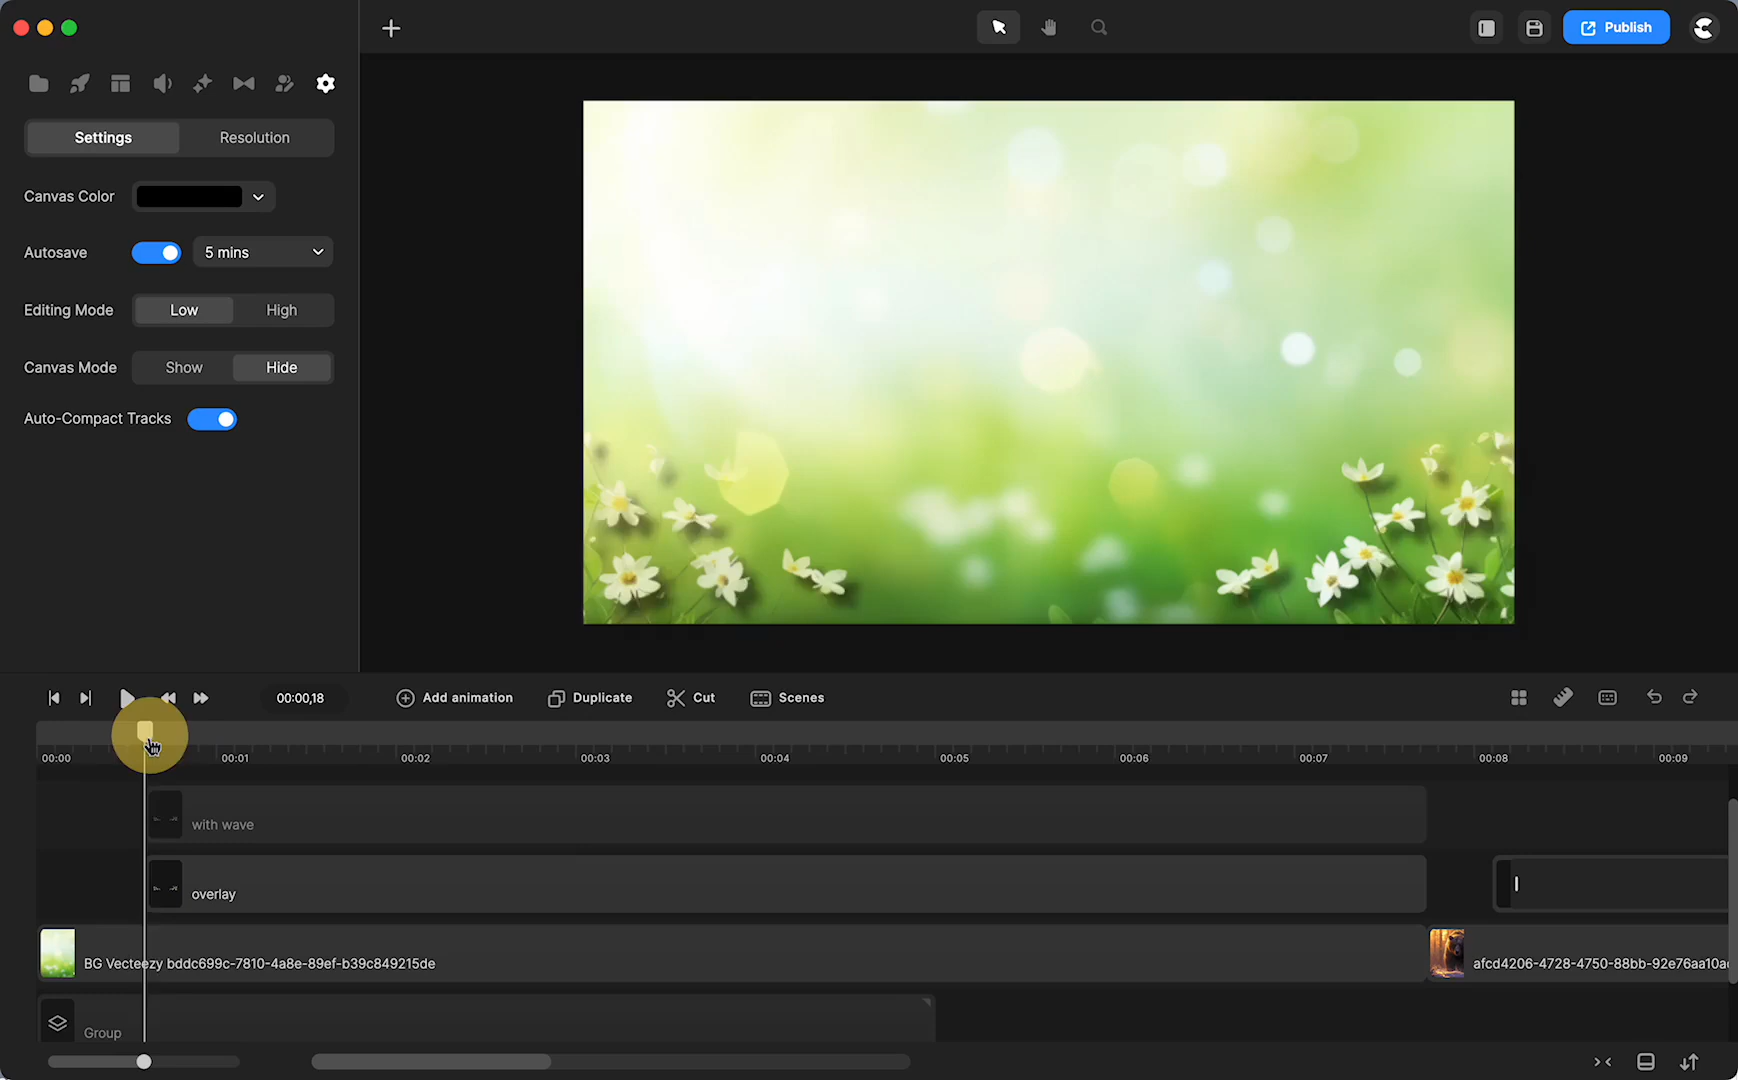 Publish
Settings
Resolution
Canvas Color
Autosave
5 mins
Editing Mode
Low
High
Canvas Mode
Show
Hide
Auto-Compact Tracks
00:00,18
Add animation
Duplicate
Cut
Scenes
00:00
00:01
00:02
00:03
00:04
00:05
00:06
00:07
00:08
00:09
with wave
overlay
BG Vecteezy bddc699c-7810-4a8e-89ef-b39c849215de
afcd4206-4728-4750-88bb-92e76aa10a
Group